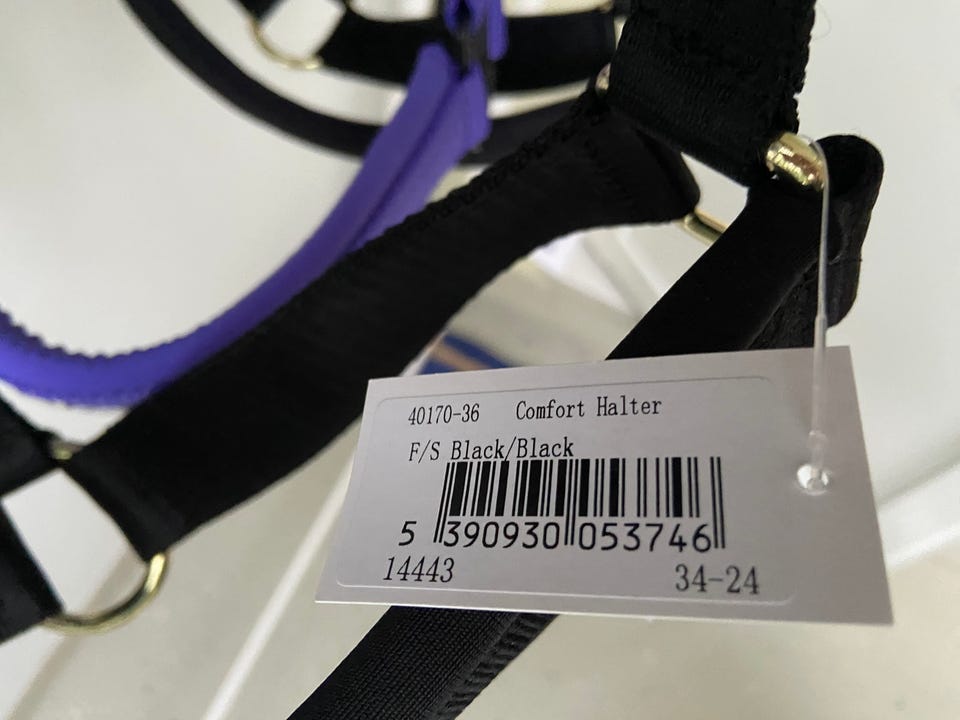 40170-36 Comfort Halter
F/S Black/Black
5 390930 053746
14443 34-24